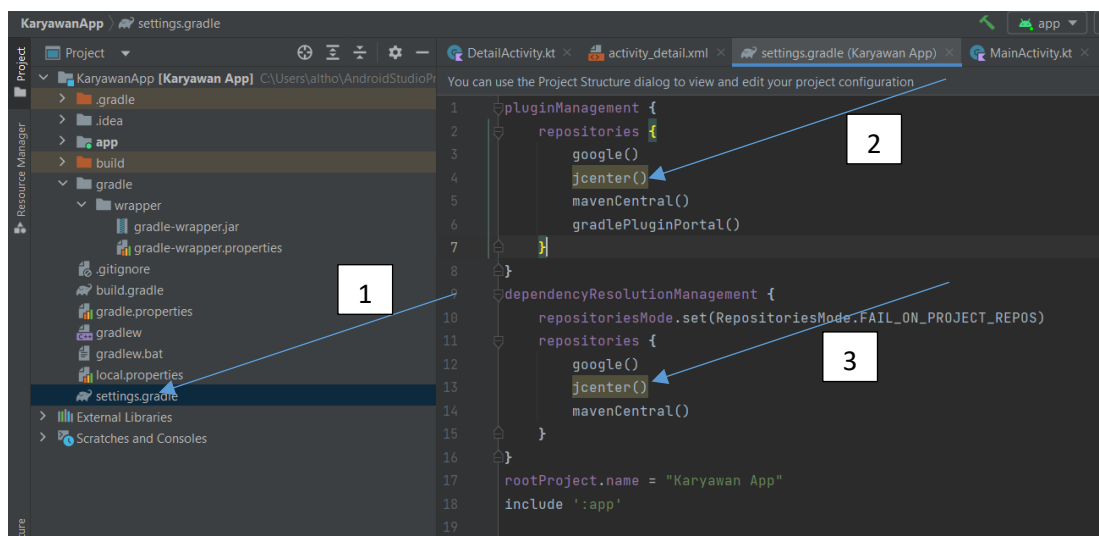 KaryawanApp settings.gradle app
Project
Resource Manager
Project
KaryawanApp [Karyawan App] C:\Users\altho\AndroidStudioPr
.gradle
.idea
app
build
gradle
wrapper
gradle-wrapper.jar
gradle-wrapper.properties
.gitignore
build.gradle
gradle.properties
gradlew
gradlew.bat
local.properties
settings.gradle
External Libraries
Scratches and Consoles
1
DetailActivity.kt activity_detail.xml settings.gradle (Karyawan App) MainActivity.kt
You can use the Project Structure dialog to view and edit your project configuration
1 pluginManagement {
2 repositories {
3 google()
4 jcenter()
5 mavenCentral()
6 gradlePluginPortal()
7 }
8 }
9 dependencyResolutionManagement {
10 repositoriesMode.set(RepositoriesMode.FAIL_ON_PROJECT_REPOS)
11 repositories {
12 google()
13 jcenter()
14 mavenCentral()
15 }
16 }
17 rootProject.name = "Karyawan App"
18 include ':app'
19
2
3